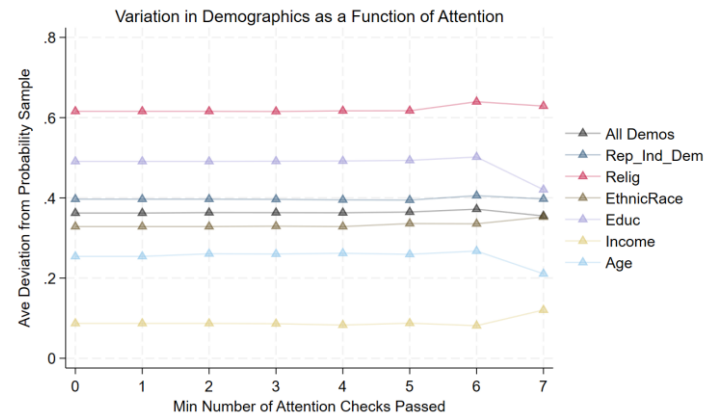 Variation in Demographics as a Function of Attention
Ave Deviation from Probability Sample
.8
.6
.4
.2
0
0 1 2 3 4 5 6 7
Min Number of Attention Checks Passed
All Demos
Rep_Ind_Dem
Relig
EthnicRace
Educ
Income
Age